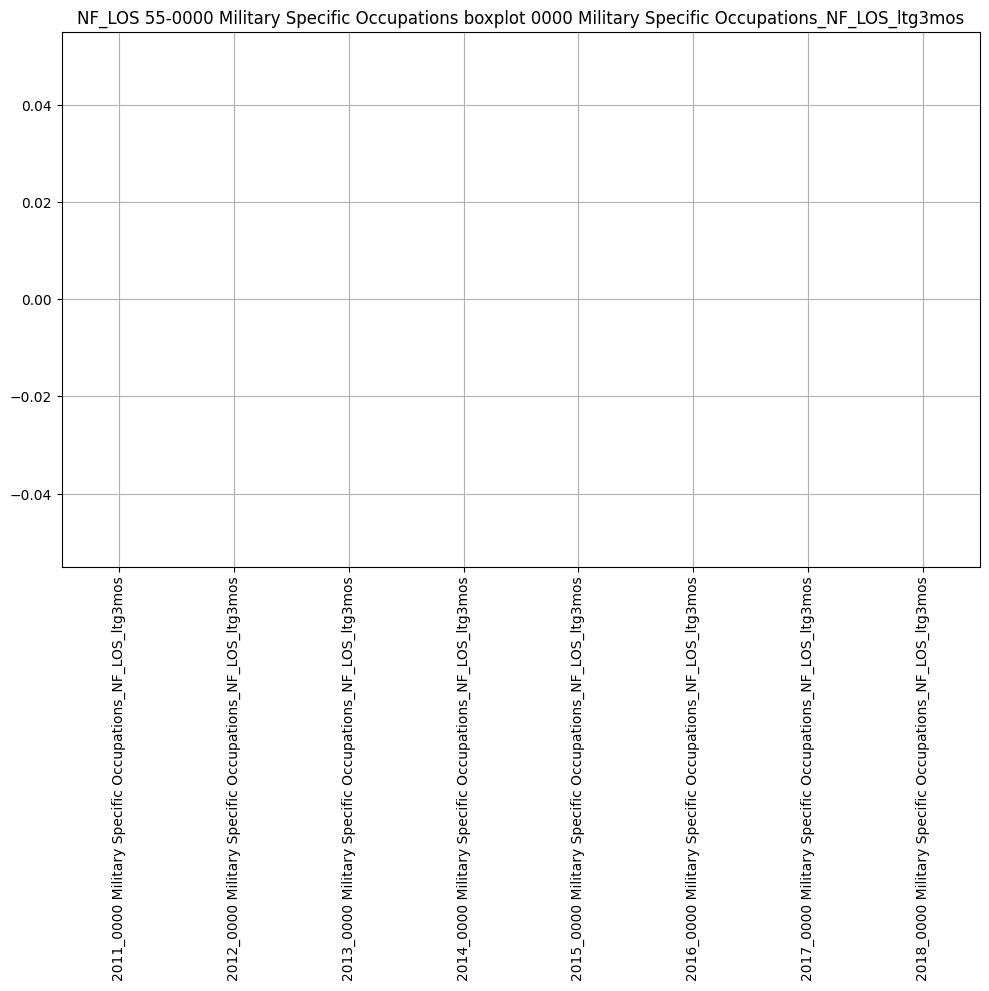 NF_LOS 55-0000 Military Specific Occupations boxplot 0000 Military Specific Occupations_NF_LOS_ltg3mos
0.04
0.02
0.00
−0.02
−0.04
2011_0000 Military Specific Occupations_NF_LOS_ltg3mos
2012_0000 Military Specific Occupations_NF_LOS_ltg3mos
2013_0000 Military Specific Occupations_NF_LOS_ltg3mos
2014_0000 Military Specific Occupations_NF_LOS_ltg3mos
2015_0000 Military Specific Occupations_NF_LOS_ltg3mos
2016_0000 Military Specific Occupations_NF_LOS_ltg3mos
2017_0000 Military Specific Occupations_NF_LOS_ltg3mos
2018_0000 Military Specific Occupations_NF_LOS_ltg3mos